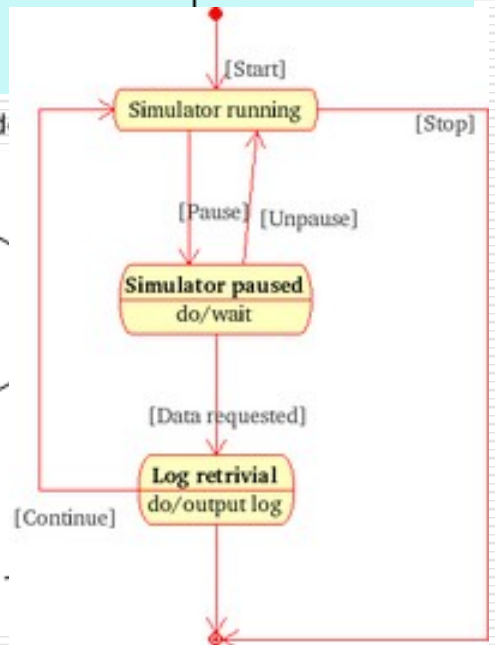 [Start]
Simulator running
[Stop]
[Pause]
[Unpause]
Simulator paused
do/wait
[Data requested]
Log retrivial
do/output log
[Continue]